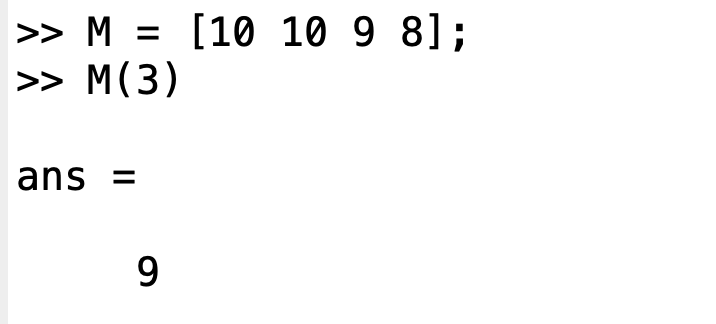 >> M = [10 10 9 8];
>> M(3)
ans =
9